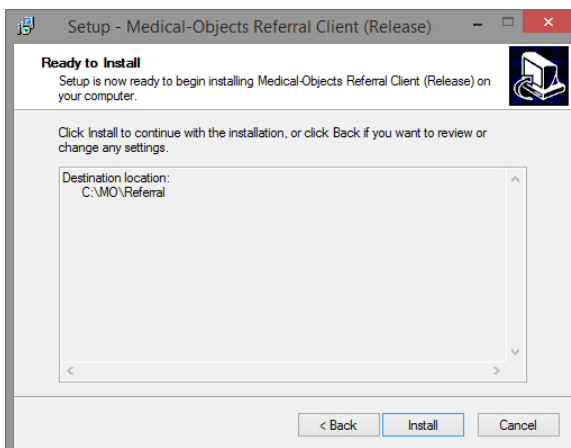 Setup - Medical-Objects Referral Client (Release)
Ready to Install
Setup is now ready to begin installing Medical-Objects Referral Client (Release) on
your computer.
Click Install to continue with the installation, or click Back if you want to review or
change any settings.
Destination location:
C:\MO\Referral
< Back
Install
Cancel